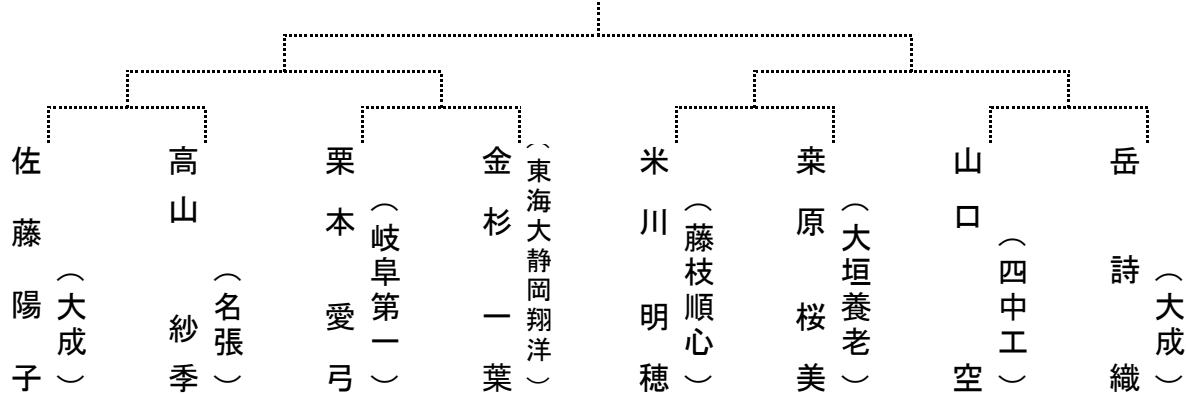 佐藤陽子
（大成）
高山紗季
（名張）
栗本愛弓
（岐阜第一）
金杉一葉
（東海大静岡翔洋）
米川明穂
（藤枝順心）
桒原桜美
（大垣養老）
山口空
（四中工）
岳詩織
（大成）